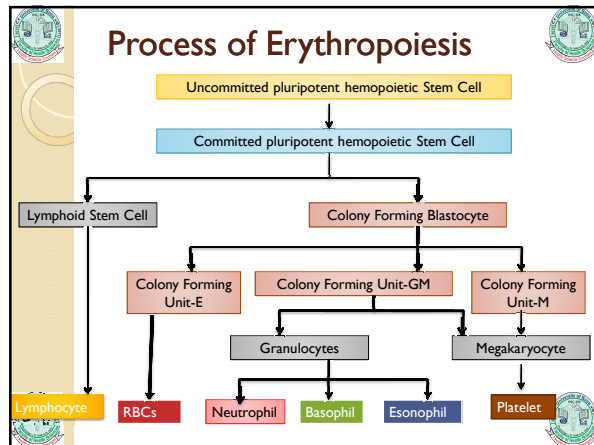 Process of Erythropoiesis
Uncommitted pluripotent hemopoietic Stem Cell
Committed pluripotent hemopoietic Stem Cell
Lymphoid Stem Cell
Colony Forming Blastocyte
Colony Forming
Unit-E
Colony Forming Unit-GM
Colony Forming
Unit-M
Granulocytes
Megakaryocyte
Lymphocyte
RBCs
Neutrophil
Basophil
Esonophil
Platelet